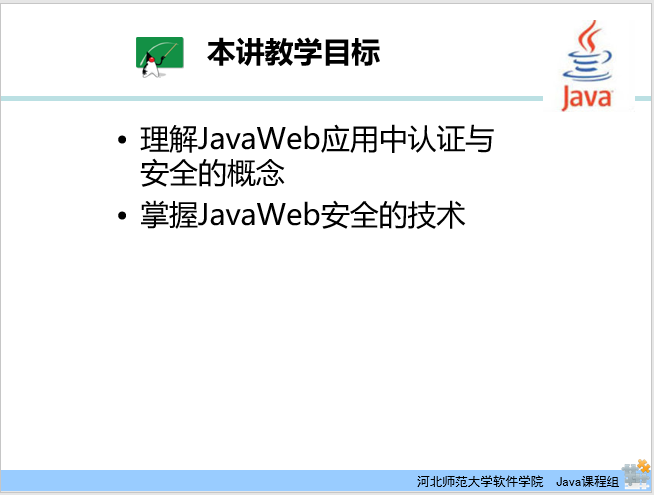 本讲教学目标
Java
• 理解JavaWeb应用中认证与
安全的概念
• 掌握JavaWeb安全的技术
河北师范大学软件学院 Java课程组